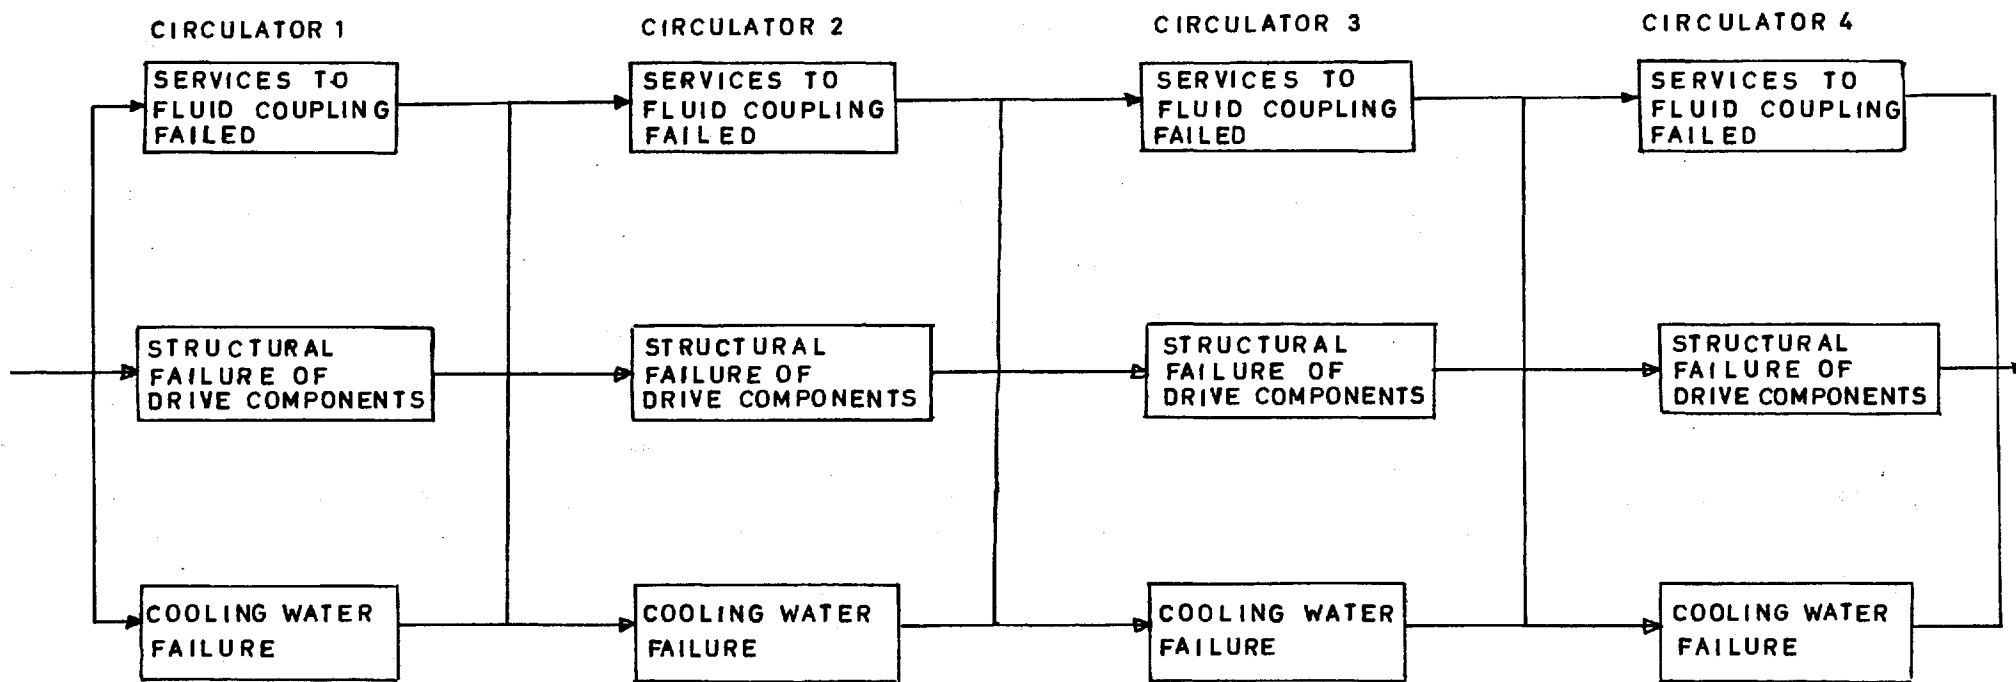 CIRCULATOR 1
CIRCULATOR 2
CIRCULATOR 3
CIRCULATOR 4
SERVICES TO
FLUID COUPLING
FAILED
SERVICES TO
FLUID COUPLING
FAILED
SERVICES TO
FLUID COUPLING
FAILED
SERVICES TO
FLUID COUPLING
FAILED
STRUCTURAL
FAILURE OF
DRIVE COMPONENTS
STRUCTURAL
FAILURE OF
DRIVE COMPONENTS
STRUCTURAL
FAILURE OF
DRIVE COMPONENTS
STRUCTURAL
FAILURE OF
DRIVE COMPONENTS
COOLING WATER
FAILURE
COOLING WATER
FAILURE
COOLING WATER
FAILURE
COOLING WATER
FAILURE